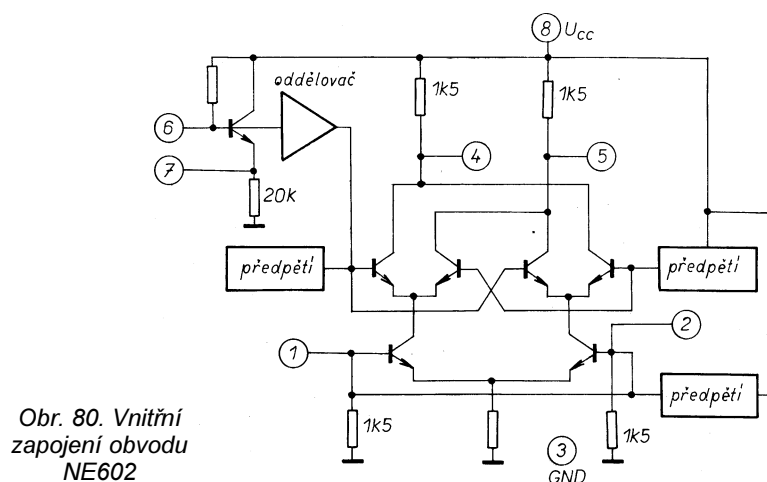 8 Ucc
oddělovač
1k5
1k5
6
4
5
7
20k
předpětí
předpětí
2
1
předpětí
1k5
3
1k5
GND
Obr. 80. Vnitřní
zapojení obvodu
NE602